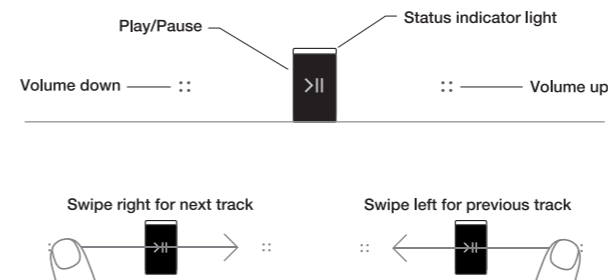 Status indicator light
Play/Pause
Volume down
Volume up
Swipe right for next track
Swipe left for previous track